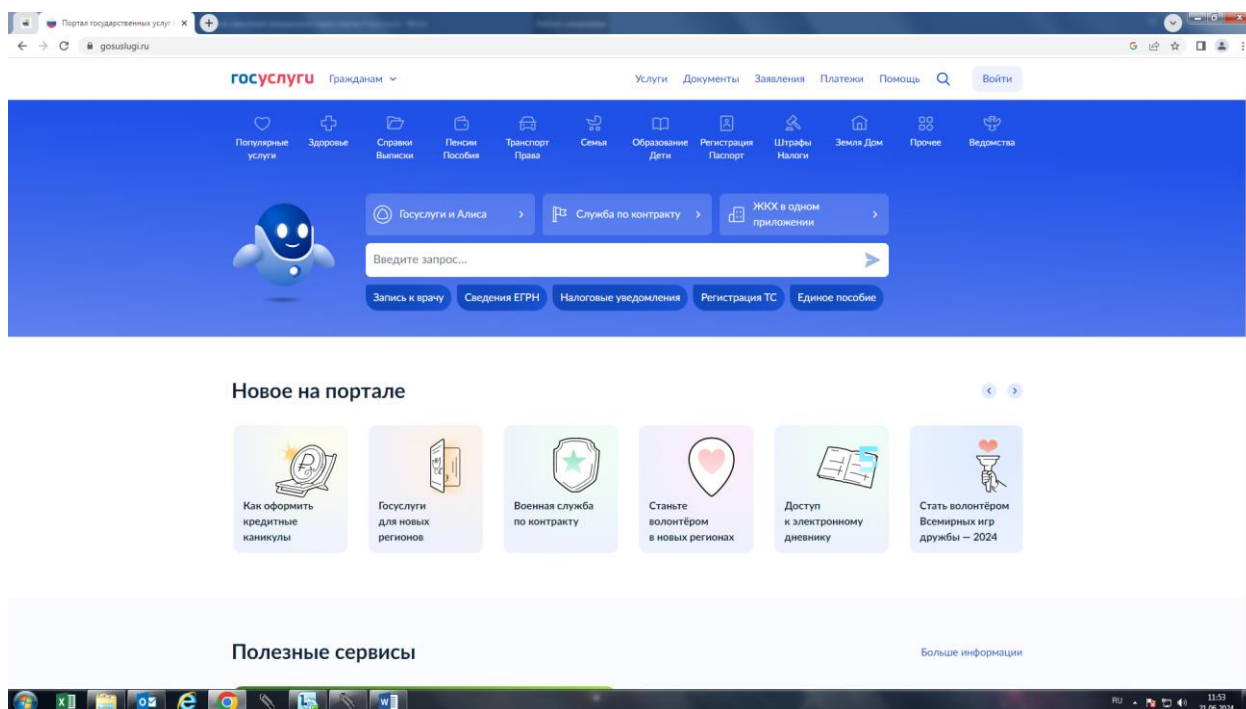 Портал государственных услуг
gosuslugi.ru
госуслуги Гражданам Услуги Документы Заявления Платежи Помощь Войти
Популярные услуги
Здоровье
Справки Выписки
Пенсии Пособия
Транспорт Права
Семья
Образование Дети
Регистрация Паспорт
Штрафы Налоги
Земля Дом
Прочее
Ведомства
Госуслуги и Алиса
Служба по контракту
ЖКХ в одном
приложении
Введите запрос...
Запись к врачу Сведения ЕГРН Налоговые уведомления Регистрация ТС Единое пособие
Новое на портале
Как оформить
кредитные
каникулы
Госуслуги
для новых
регионов
Военная служба
по контракту
Станьте
волонтёром
в новых регионах
Доступ
к электронному
дневнику
Стать волонтёром
Всемирных игр
дружбы — 2024
Полезные сервисы Больше информации
RU 11:53
21.06.2024